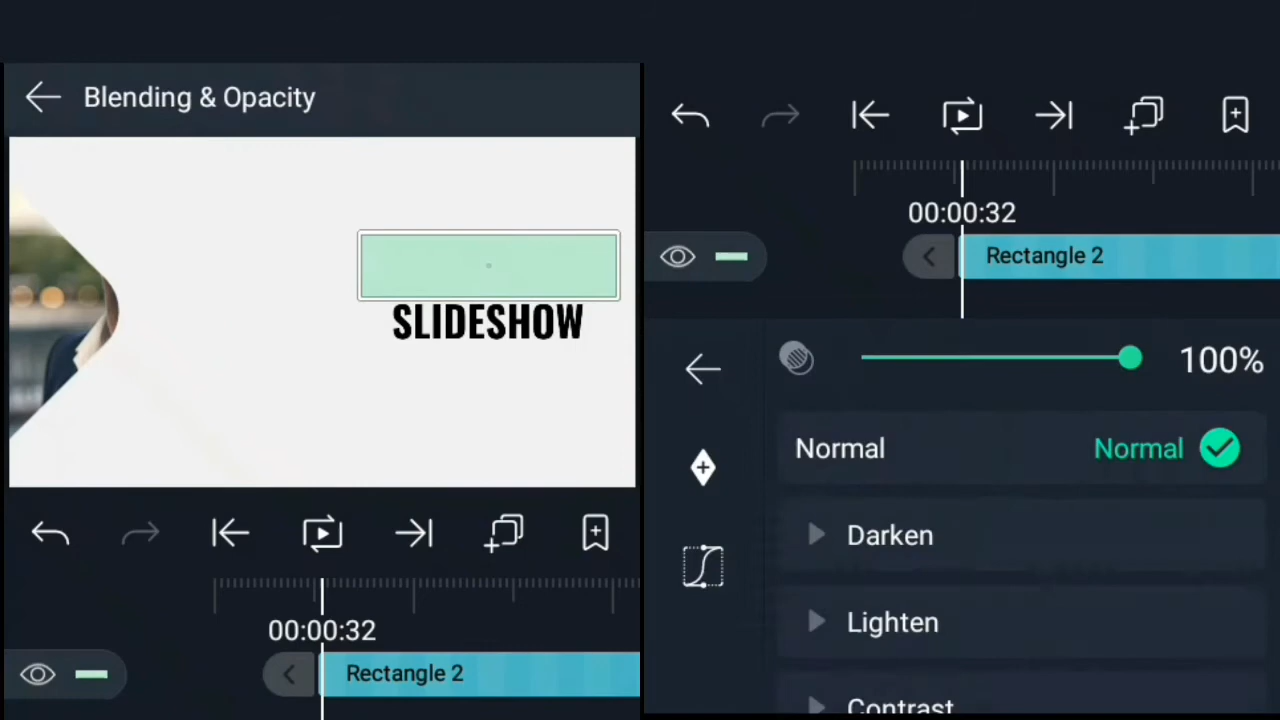 Blending & Opacity
SLIDESHOW
00:00:32
Rectangle 2
00:00:32
Rectangle 2
100%
Normal Normal
Darken
Lighten
Contrast